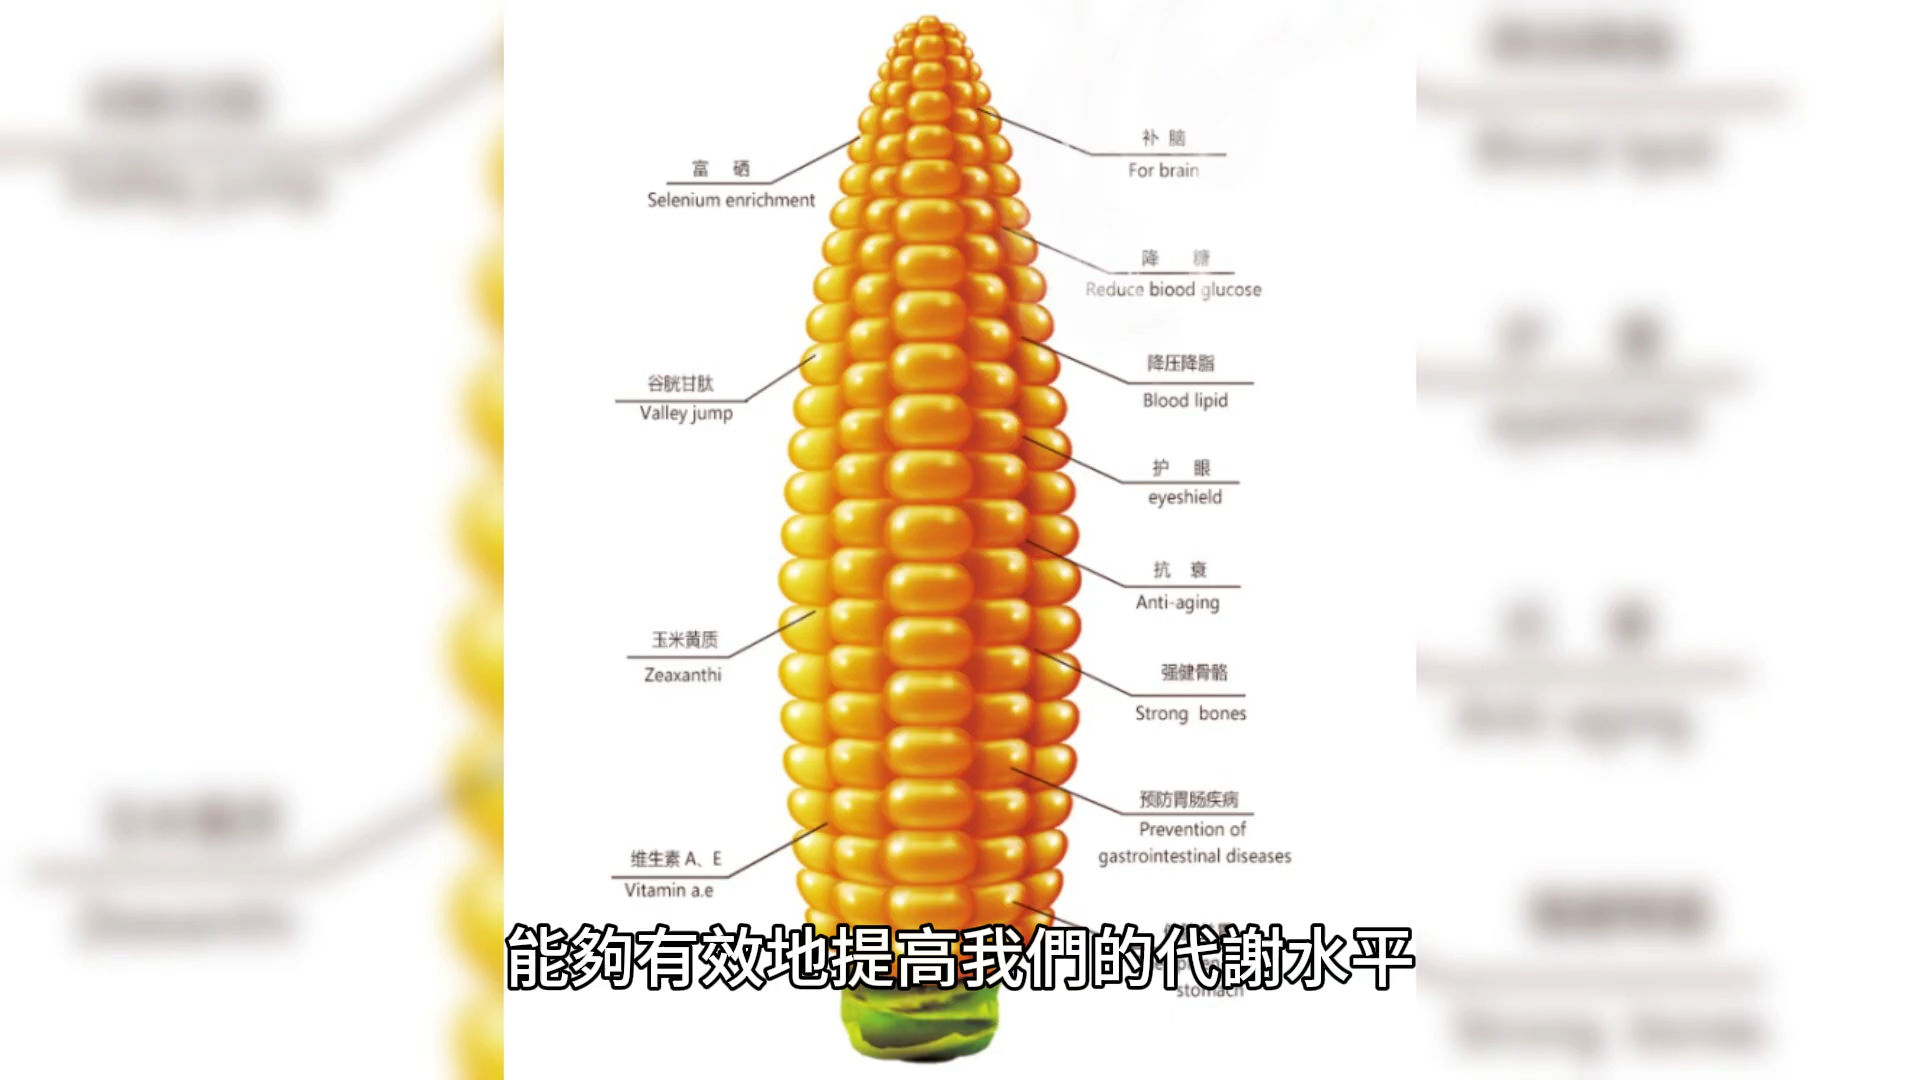 富 硒
Selenium enrichment
谷胱甘肽
Valley jump
玉米黄质
Zeaxanthi
维生素 A、E
Vitamin a.e
补 脑
For brain
降 糖
Reduce biood glucose
降压降脂
Blood lipid
护 眼
eyeshield
抗 衰
Anti-aging
强健骨骼
Strong bones
预防胃肠疾病
Prevention of
gastrointestinal diseases
stomach
能夠有效地提高我們的代謝水平